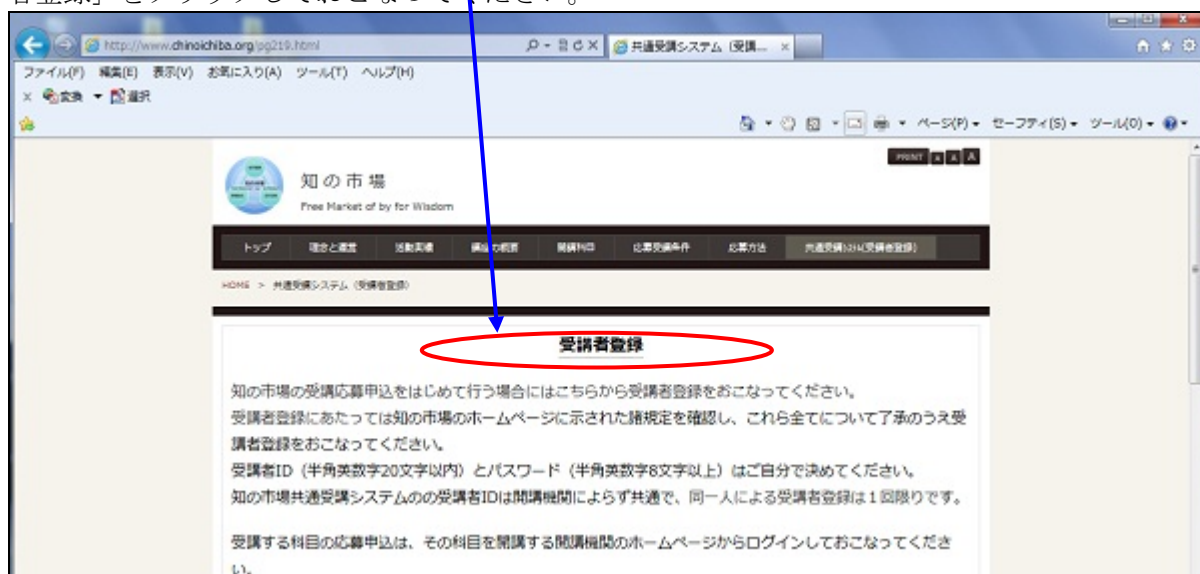 者登録」をクリックしておこなってください。
http://www.chinoichiba.org/pg219.html
共通受講システム (受講...
ファイル(F) 編集(E) 表示(V) お気に入り(A) ツール(T) ヘルプ(H)
× 変換 ▼ 選択
ページ(P) セーフティ(S) ツール(O)
PRINT A A A
知の市場
Free Market of by for Wisdom
トップ 理念と運営 活動実績 講座の概要 開講科目 応募受講条件 応募方法 共通受講システム(受講者登録)
HOME > 共通受講システム (受講者登録)
受講者登録
知の市場の受講応募申込をはじめて行う場合にはこちらから受講者登録をおこなってください。
受講者登録にあたっては知の市場のホームページに示された諸規定を確認し、これら全てについて了承のうえ受
講者登録をおこなってください。
受講者ID（半角英数字20文字以内）とパスワード（半角英数字8文字以上）はご自分で決めてください。
知の市場共通受講システムのの受講者IDは開講機関によらず共通で、同一人による受講者登録は１回限りです。
受講する科目の応募申込は、その科目を開講する開講機関のホームページからログインしておこなってくださ
い。